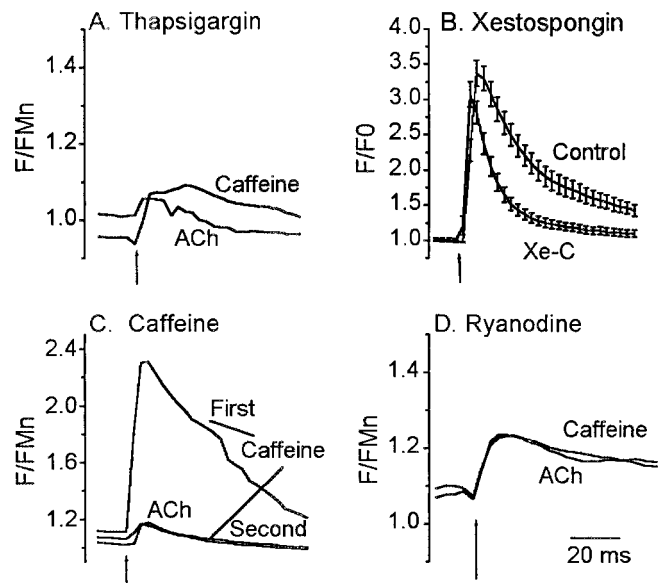 A. Thapsigargin
1.4
1.2
1.0
F/FMn
Caffeine
ACh
B. Xestospongin
4.0
3.5
3.0
2.5
2.0
1.5
1.0
F/F0
Control
Xe-C
C. Caffeine
2.4
2.0
1.6
1.2
F/FMn
First
Caffeine
ACh
Second
D. Ryanodine
1.4
1.2
1.0
F/FMn
Caffeine
ACh
20 ms